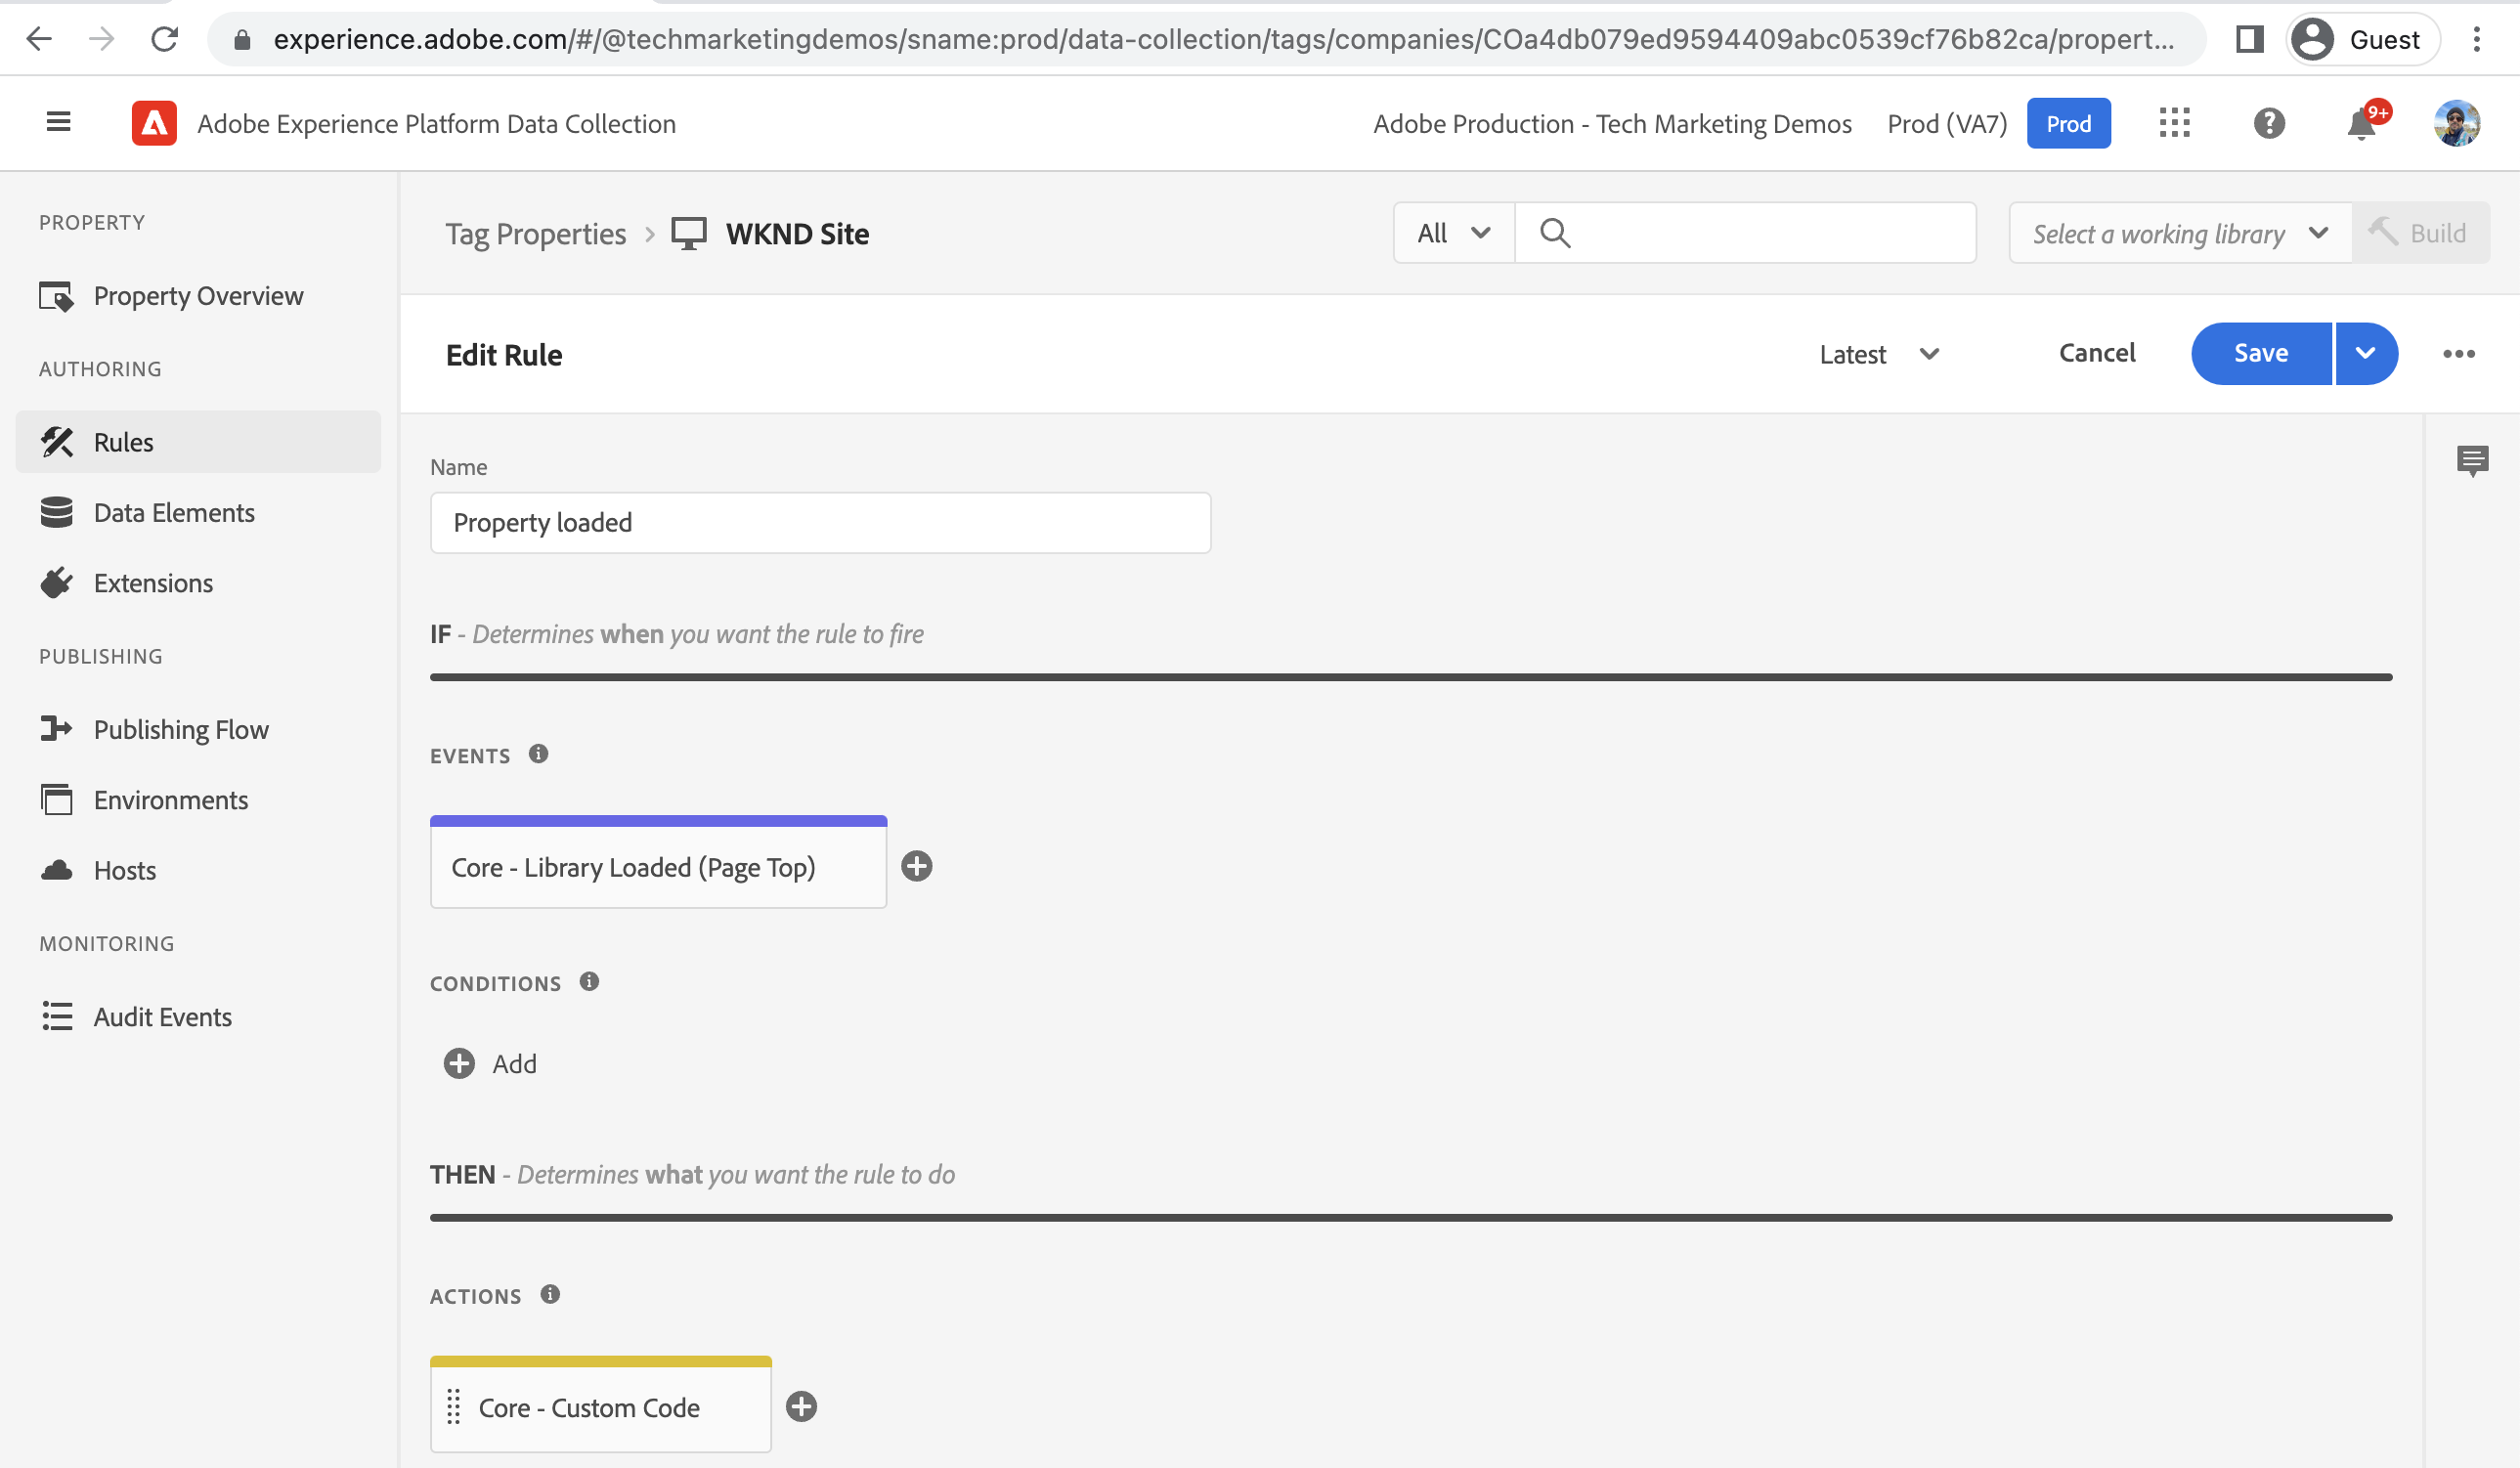 experience.adobe.com/#/@techmarketingdemos/sname:prod/data-collection/tags/companies/COa4db079ed9594409abc0539cf76b82ca/propert...
Guest
Adobe Experience Platform Data Collection
Adobe Production - Tech Marketing Demos
Prod (VA7)
Prod
9+
PROPERTY
Property Overview
AUTHORING
Rules
Data Elements
Extensions
PUBLISHING
Publishing Flow
Environments
Hosts
MONITORING
Audit Events
Tag Properties > WKND Site
All
Select a working library
Build
Edit Rule
Latest
Cancel
Save
Name
Property loaded
IF - Determines when you want the rule to fire
EVENTS
Core - Library Loaded (Page Top)
CONDITIONS
Add
THEN - Determines what you want the rule to do
ACTIONS
Core - Custom Code